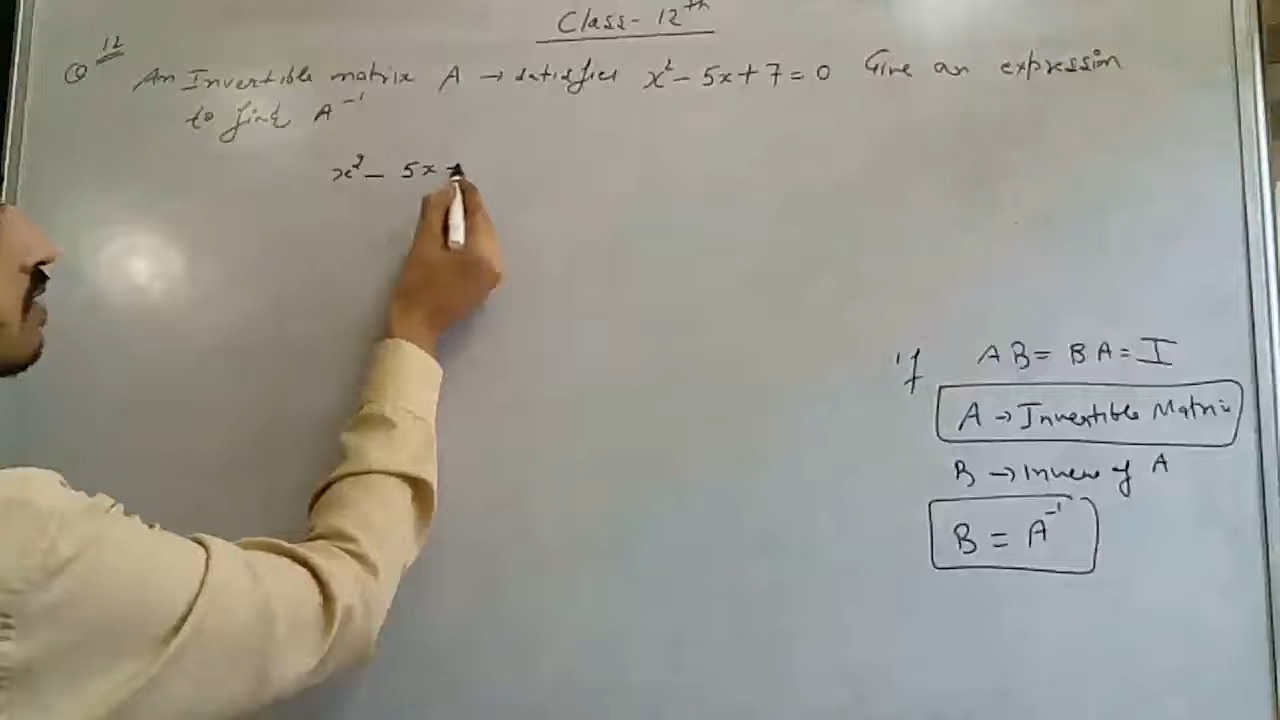 Class - 12th
Q 12 An Invertible matrix A → satisfies x² - 5x + 7 = 0 Give an expression
to find A⁻¹
x² - 5x
if AB = BA = I
A → Invertible Matrix
B → Inverse of A
B = A⁻¹